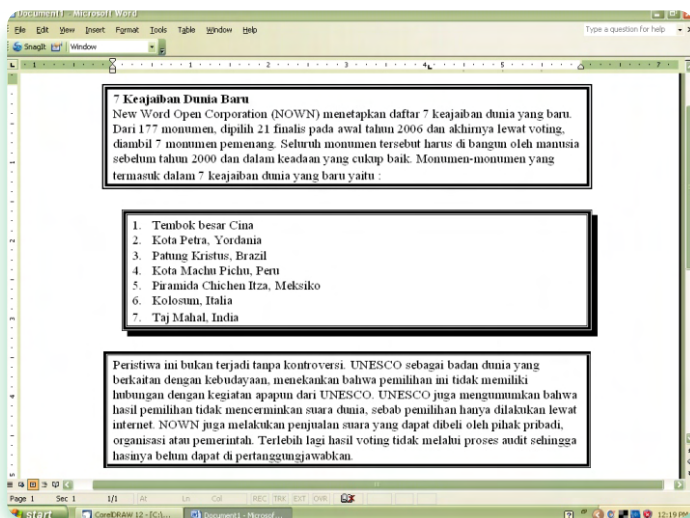 Document1 - Microsoft Word
File Edit View Insert Format Tools Table Window Help
Type a question for help
SnagIt Window
7 Keajaiban Dunia Baru
New Word Open Corporation (NOWN) menetapkan daftar 7 keajaiban dunia yang baru.
Dari 177 monumen, dipilih 21 finalis pada awal tahun 2006 dan akhirnya lewat voting,
diambil 7 monumen pemenang. Seluruh monumen tersebut harus di bangun oleh manusia
sebelum tahun 2000 dan dalam keadaan yang cukup baik. Monumen-monumen yang
termasuk dalam 7 keajaiban dunia yang baru yaitu :
1. Tembok besar Cina
2. Kota Petra, Yordania
3. Patung Kristus, Brazil
4. Kota Machu Pichu, Peru
5. Piramida Chichen Itza, Meksiko
6. Kolosum, Italia
7. Taj Mahal, India
Peristiwa ini bukan terjadi tanpa kontroversi. UNESCO sebagai badan dunia yang
berkaitan dengan kebudayaan, menekankan bahwa pemilihan ini tidak memiliki
hubungan dengan kegiatan apapun dari UNESCO. UNESCO juga mengumumkan bahwa
hasil pemilihan tidak mencerminkan suara dunia, sebab pemilihan hanya dilakukan lewat
internet. NOWN juga melakukan penjualan suara yang dapat dibeli oleh pihak pribadi,
organisasi atau pemerintah. Terlebih lagi hasil voting tidak melalui proses audit sehingga
hasinya belum dapat di pertanggungjawabkan.
Page 1 Sec 1 1/1 At Ln Col REC TRK EXT OVR
start CorelDRAW 12 - [C:\... Document1 - Microsof... 12:19 PM